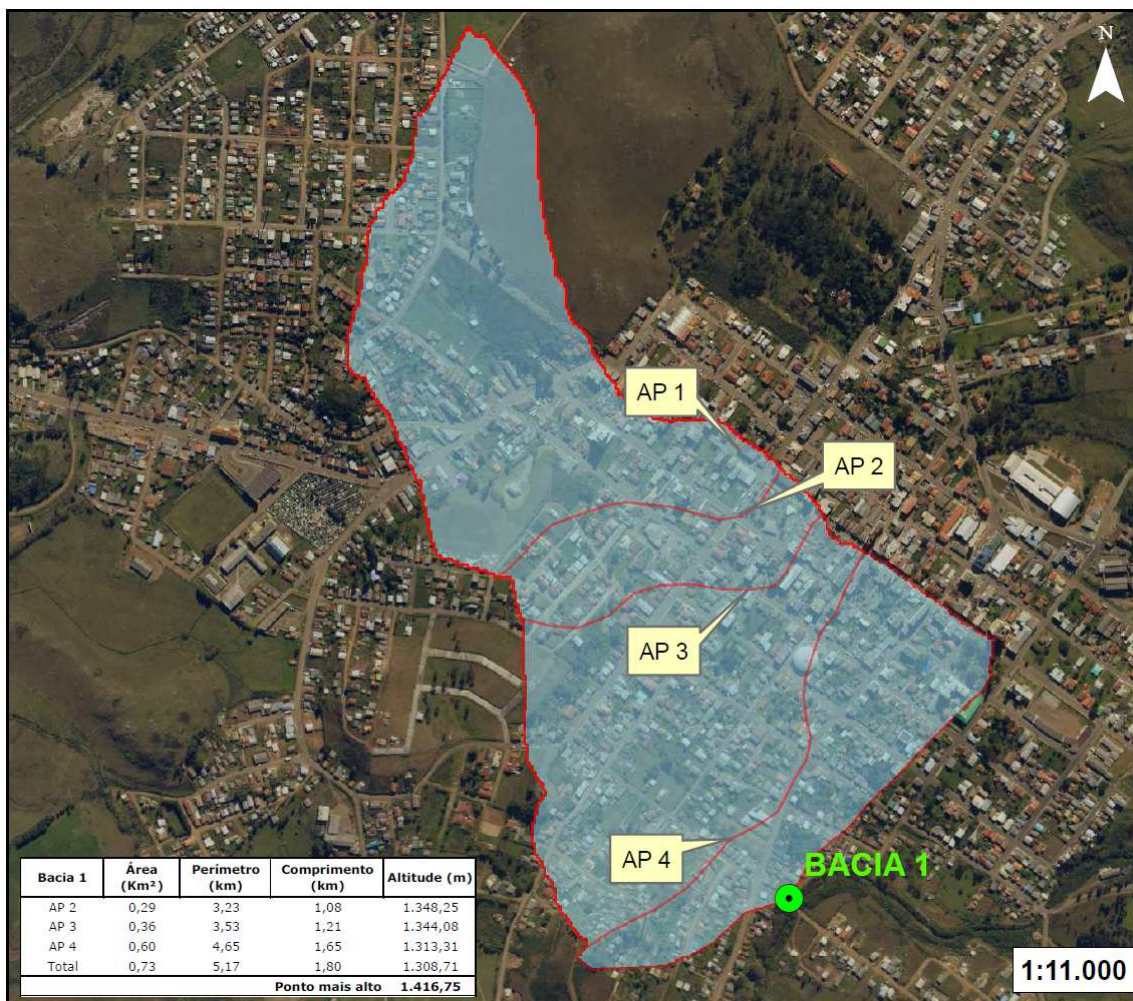 N
AP 1
AP 2
AP 3
AP 4
BACIA 1
Bacia 1 Área (Km²) Perímetro (km) Comprimento (km) Altitude (m)
AP 2 0,29 3,23 1,08 1.348,25
AP 3 0,36 3,53 1,21 1.344,08
AP 4 0,60 4,65 1,65 1.313,31
Total 0,73 5,17 1,80 1.308,71
Ponto mais alto 1.416,75
1:11.000